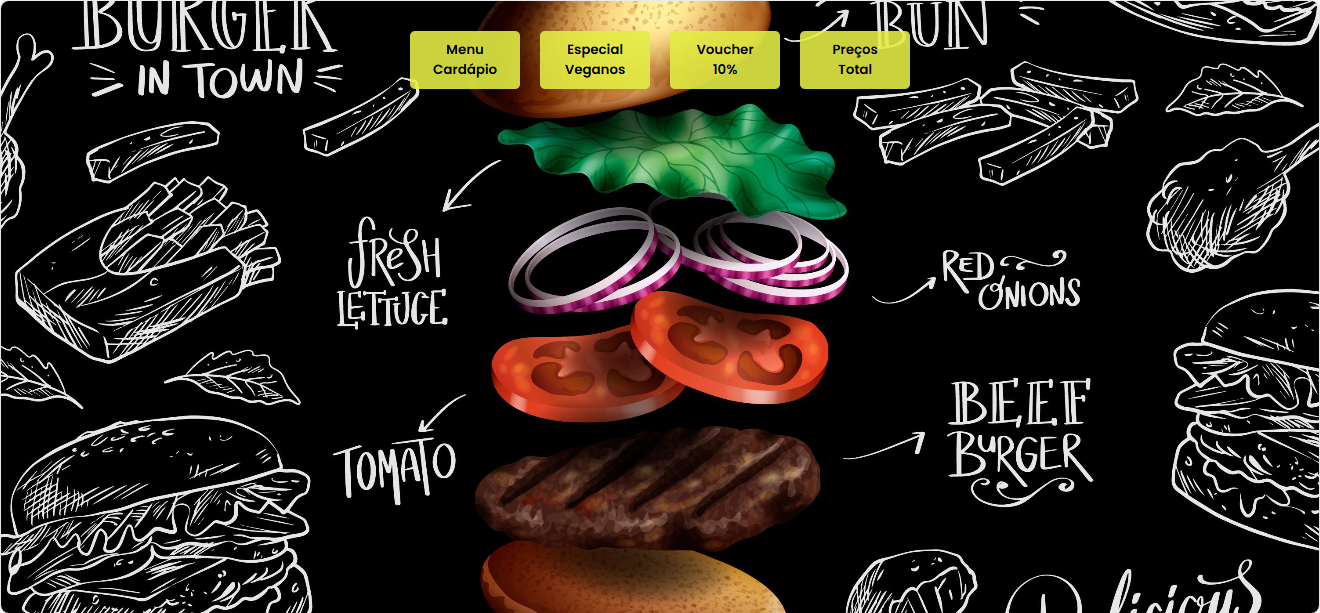 BURGER
IN TOWN
BUN
Menu
Cardápio
Especial
Veganos
Voucher
10%
Preços
Total
fresh
LETTUCE
RED
ONIONS
TOMATO
BEEF
BURGER